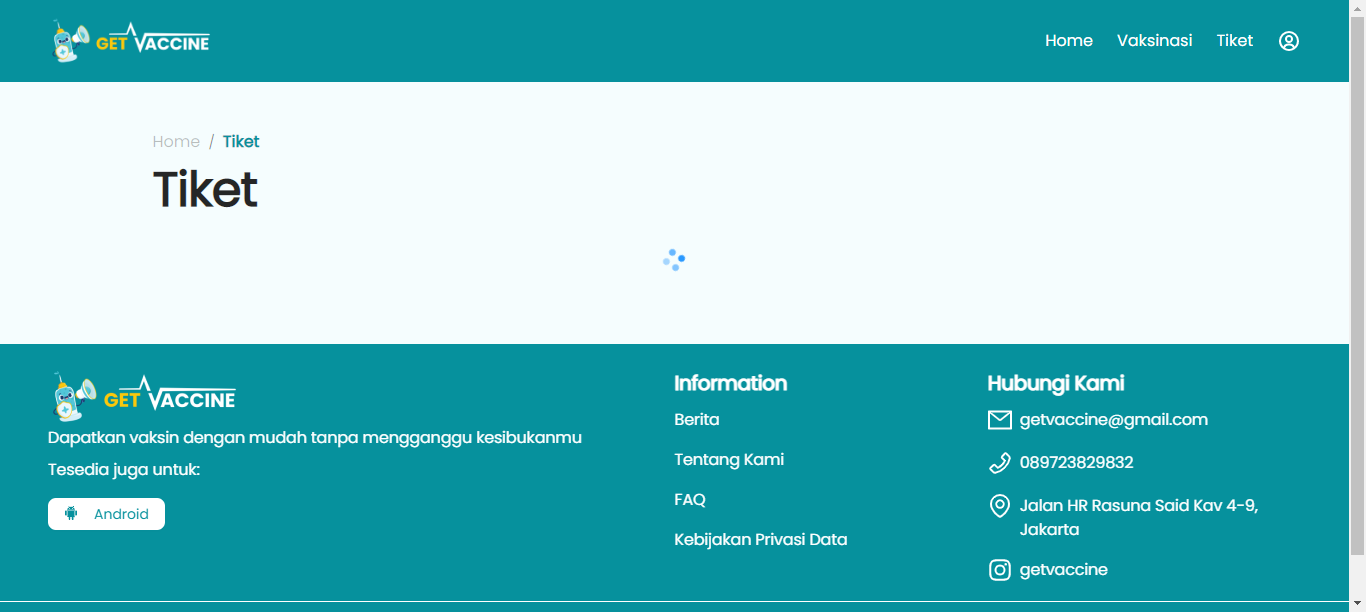 GET VACCINE
Home Vaksinasi Tiket
Home / Tiket
Tiket
GET VACCINE
Dapatkan vaksin dengan mudah tanpa mengganggu kesibukanmu
Tesedia juga untuk:
Android
Information
Berita
Tentang Kami
FAQ
Kebijakan Privasi Data
Hubungi Kami
getvaccine@gmail.com
089723829832
Jalan HR Rasuna Said Kav 4-9,
Jakarta
getvaccine